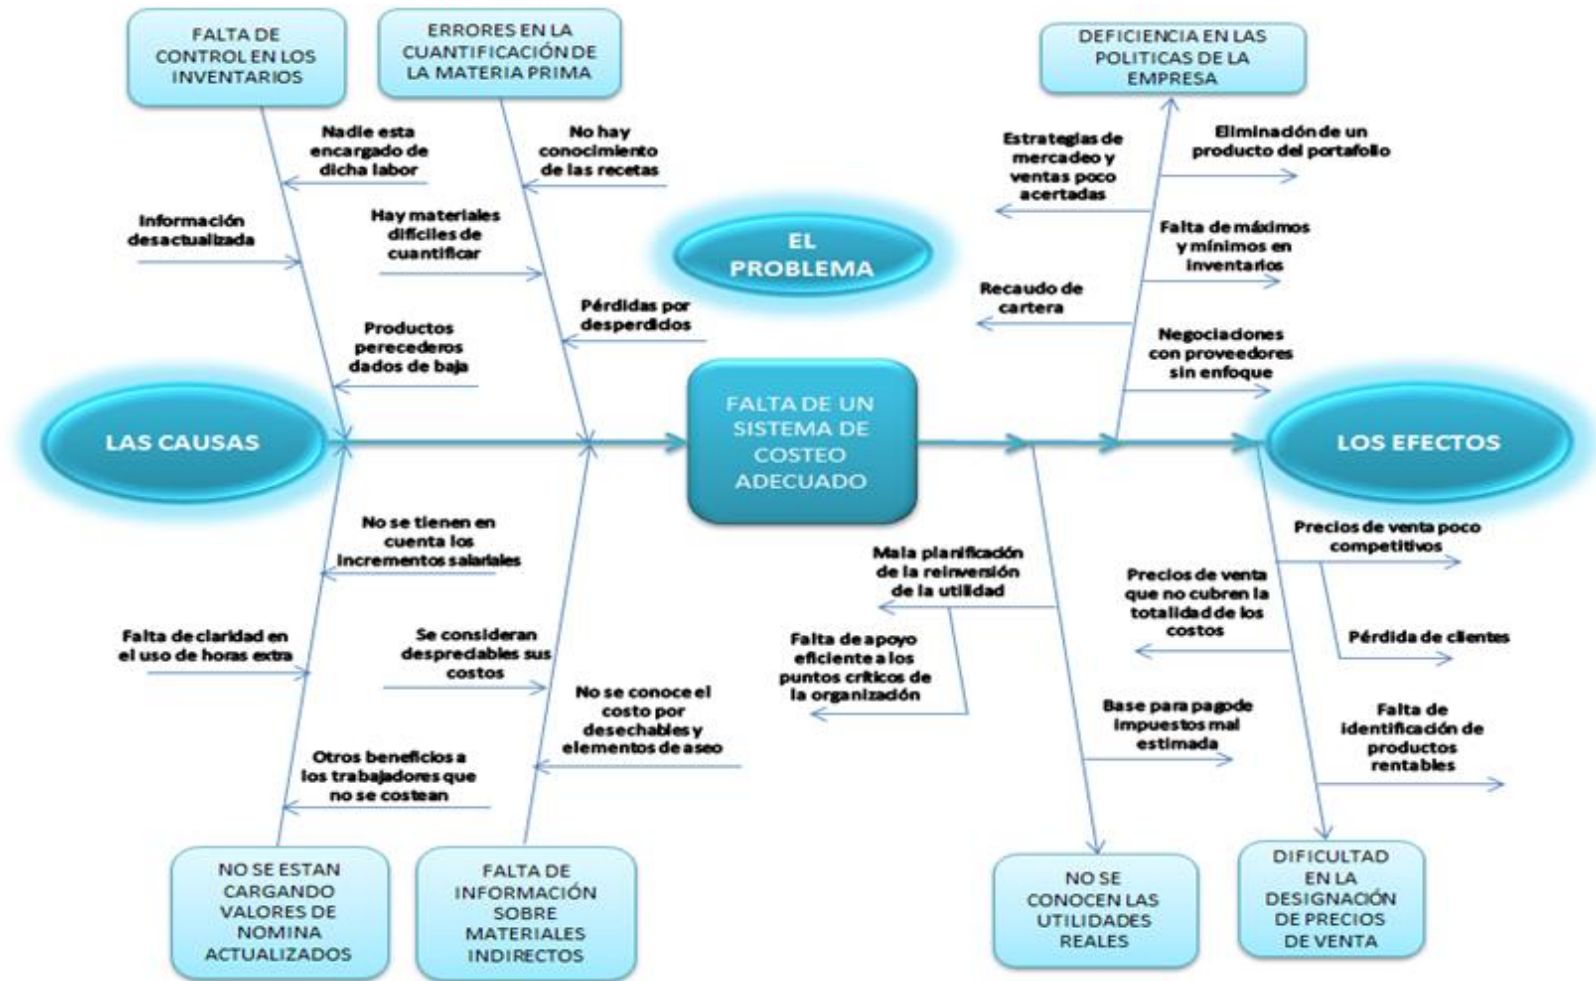 FALTA DE
CONTROL EN LOS
INVENTARIOS
ERRORES EN LA
CUANTIFICACIÓN DE
LA MATERIA PRIMA
DEFICIENCIA EN LAS
POLITICAS DE LA
EMPRESA
Nadie esta
encargado de
dicha labor
Información
desactualizada
Productos
perecederos
dados de baja
No hay
conocimiento
de las recetas
Hay materiales
difíciles de
cuantificar
Pérdidas por
desperdicios
EL
PROBLEMA
Estrategias de
mercadeo y
ventas poco
acertadas
Eliminación de un
producto del portafolio
Falta de máximos
y mínimos en
inventarios
Recaudo de
cartera
Negociaciones
con proveedores
sin enfoque
LAS CAUSAS
FALTA DE UN
SISTEMA DE
COSTEO
ADECUADO
LOS EFECTOS
No se tienen en
cuenta los
incrementos salariales
Falta de claridad en
el uso de horas extra
Otros beneficios a
los trabajadores que
no se costean
Se consideran
despreciables sus
costos
No se conoce el
costo por
desechables y
elementos de aseo
Mala planificación
de la reinversión
de la utilidad
Falta de apoyo
eficiente a los
puntos críticos de
la organización
Base para pagode
impuestos mal
estimada
Precios de venta
que no cubren la
totalidad de los
costos
Precios de venta poco
competitivos
Pérdida de clientes
Falta de
identificación de
productos
rentables
NO SE ESTAN
CARGANDO
VALORES DE
NOMINA
ACTUALIZADOS
FALTA DE
INFORMACIÓN
SOBRE
MATERIALES
INDIRECTOS
NO SE
CONOCEN LAS
UTILIDADES
REALES
DIFICULTAD
EN LA
DESIGNACIÓN
DE PRECIOS
DE VENTA